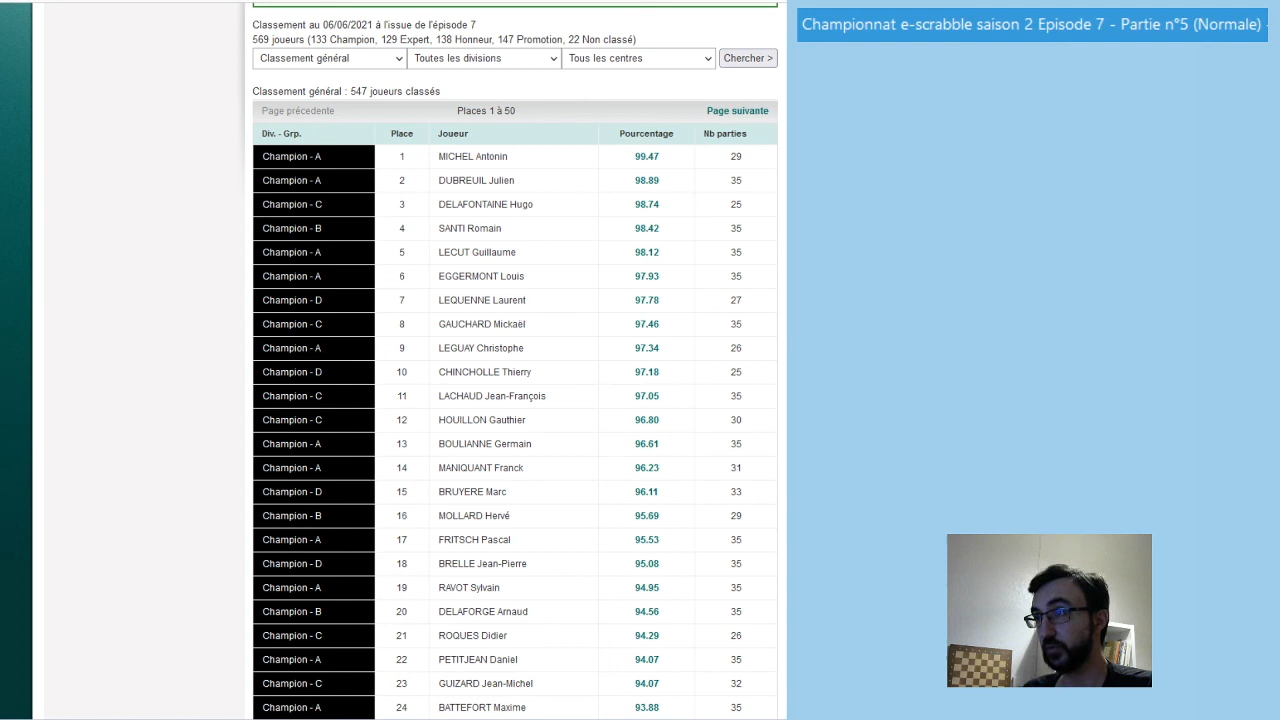 Championnat e-scrabble saison 2 Episode 7 - Partie n°5 (Normale) -
Classement au 06/06/2021 à l'issue de l'épisode 7
569 joueurs (133 Champion, 129 Expert, 138 Honneur, 147 Promotion, 22 Non classé)
Classement général Toutes les divisions Tous les centres Chercher >
Classement général : 547 joueurs classés
Page précedente Places 1 à 50 Page suivante
Div. - Grp. Place Joueur Pourcentage Nb parties
Champion - A 1 MICHEL Antonin 99.47 29
Champion - A 2 DUBREUIL Julien 98.89 35
Champion - C 3 DELAFONTAINE Hugo 98.74 25
Champion - B 4 SANTI Romain 98.42 35
Champion - A 5 LECUT Guillaume 98.12 35
Champion - A 6 EGGERMONT Louis 97.93 35
Champion - D 7 LEQUENNE Laurent 97.78 27
Champion - C 8 GAUCHARD Mickaël 97.46 35
Champion - A 9 LEGUAY Christophe 97.34 26
Champion - D 10 CHINCHOLLE Thierry 97.18 25
Champion - C 11 LACHAUD Jean-François 97.05 35
Champion - C 12 HOUILLON Gauthier 96.80 30
Champion - A 13 BOULIANNE Germain 96.61 35
Champion - A 14 MANIQUANT Franck 96.23 31
Champion - D 15 BRUYERE Marc 96.11 33
Champion - B 16 MOLLARD Hervé 95.69 29
Champion - A 17 FRITSCH Pascal 95.53 35
Champion - D 18 BRELLE Jean-Pierre 95.08 35
Champion - A 19 RAVOT Sylvain 94.95 35
Champion - B 20 DELAFORGE Arnaud 94.56 35
Champion - C 21 ROQUES Didier 94.29 26
Champion - A 22 PETITJEAN Daniel 94.07 35
Champion - C 23 GUIZARD Jean-Michel 94.07 32
Champion - A 24 BATTEFORT Maxime 93.88 35